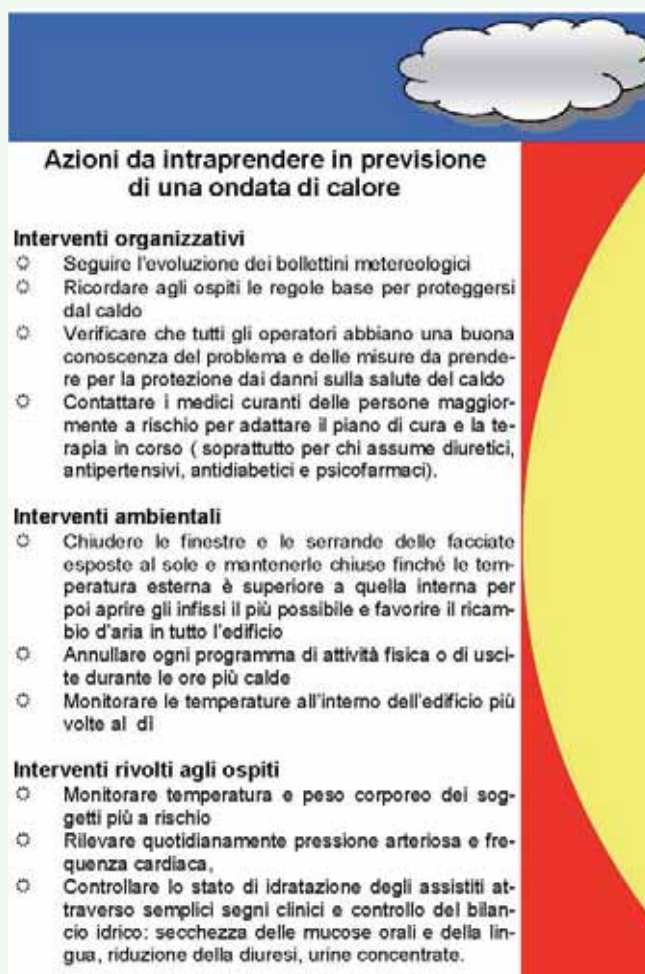 Azioni da intraprendere in previsione
di una ondata di calore
Interventi organizzativi
Seguire l'evoluzione dei bollettini metereologici
Ricordare agli ospiti le regole base per proteggersi
dal caldo
Verificare che tutti gli operatori abbiano una buona
conoscenza del problema e delle misure da prende-
re per la protezione dai danni sulla salute del caldo
Contattare i medici curanti delle persone maggior-
mente a rischio per adattare il piano di cura e la te-
rapia in corso ( soprattutto per chi assume diuretici,
antipertensivi, antidiabetici e psicofarmaci).
Interventi ambientali
Chiudere le finestre e le serrande delle facciate
esposte al sole e mantenerle chiuse finché le tem-
peratura esterna è superiore a quella interna per
poi aprire gli infissi il più possibile e favorire il ricam-
bio d'aria in tutto l'edificio
Annullare ogni programma di attività fisica o di usci-
te durante le ore più calde
Monitorare le temperature all'interno dell'edificio più
volte al dì
Interventi rivolti agli ospiti
Monitorare temperatura e peso corporeo dei sog-
getti più a rischio
Rilevare quotidianamente pressione arteriosa e fre-
quenza cardiaca,
Controllare lo stato di idratazione degli assistiti at-
traverso semplici segni clinici e controllo del bilan-
cio idrico: secchezza delle mucose orali e della lin-
gua, riduzione della diuresi, urine concentrate.